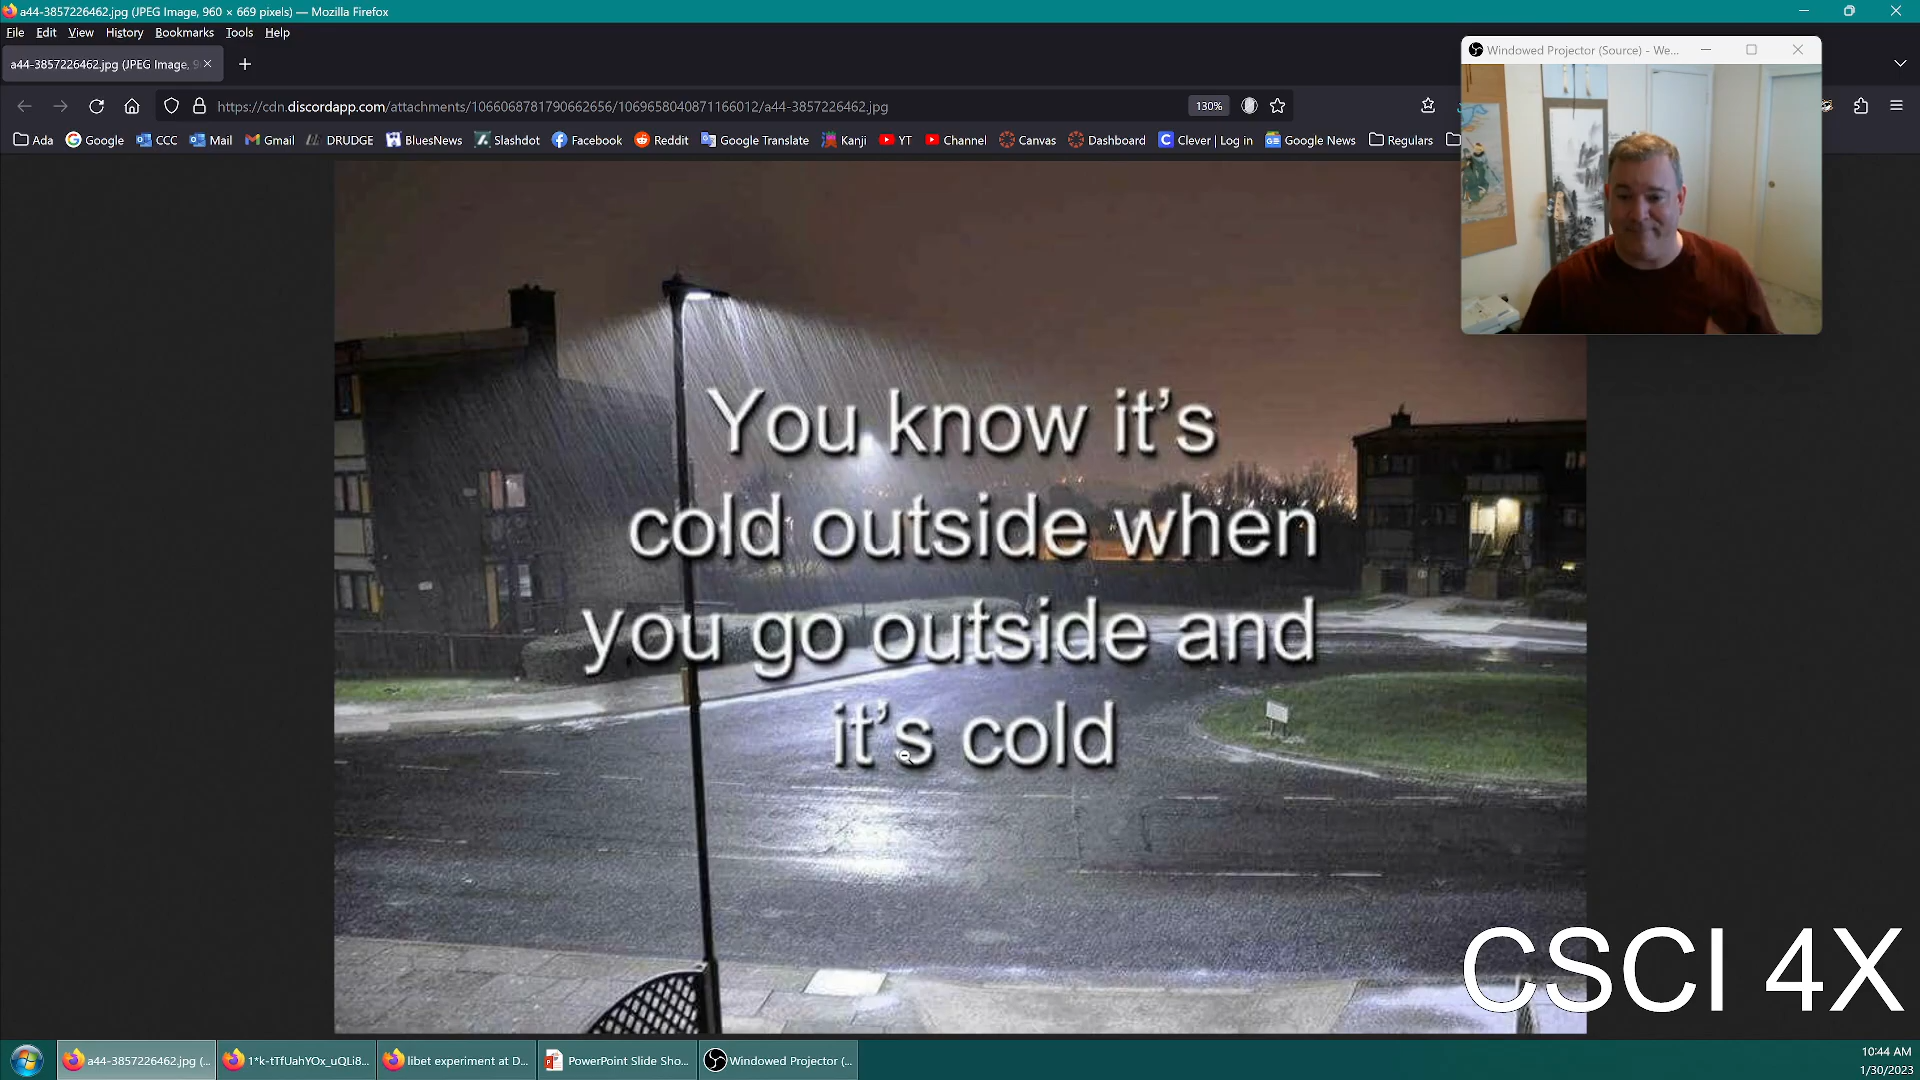 a44-3857226462.jpg (JPEG Image, 960 × 669 pixels) — Mozilla Firefox
File Edit View History Bookmarks Tools Help
a44-3857226462.jpg (JPEG Image, 9
Windowed Projector (Source) - We...
https://cdn.discordapp.com/attachments/1066068781790662656/1069658040871166012/a44-3857226462.jpg
130%
Ada Google CCC Mail Gmail DRUDGE BluesNews Slashdot Facebook Reddit Google Translate Kanji YT Channel Canvas Dashboard Clever | Log in Google News Regulars
You know it's
cold outside when
you go outside and
it's cold
CSCI 4X
a44-3857226462.jpg (... 1*k-tTfUahYOx_uQLi8... libet experiment at D... PowerPoint Slide Sho... Windowed Projector (...
10:44 AM
1/30/2023